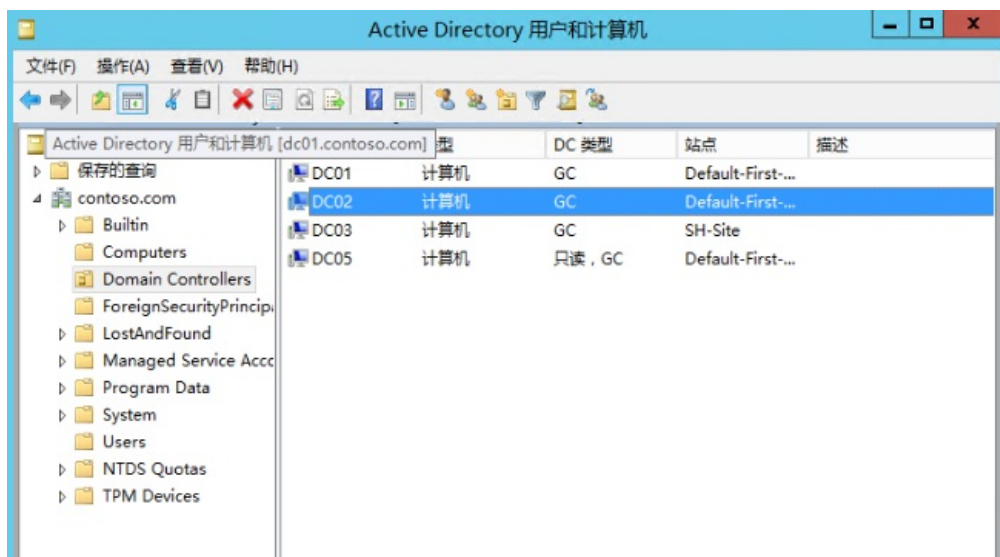 Active Directory 用户和计算机
文件(F) 操作(A) 查看(V) 帮助(H)
Active Directory 用户和计算机 [dc01.contoso.com] 型 DC 类型 站点 描述
保存的查询
contoso.com
Builtin
Computers
Domain Controllers
ForeignSecurityPrincip
LostAndFound
Managed Service Acc
Program Data
System
Users
NTDS Quotas
TPM Devices
DC01 计算机 GC Default-First-...
DC02 计算机 GC Default-First-...
DC03 计算机 GC SH-Site
DC05 计算机 只读，GC Default-First-...